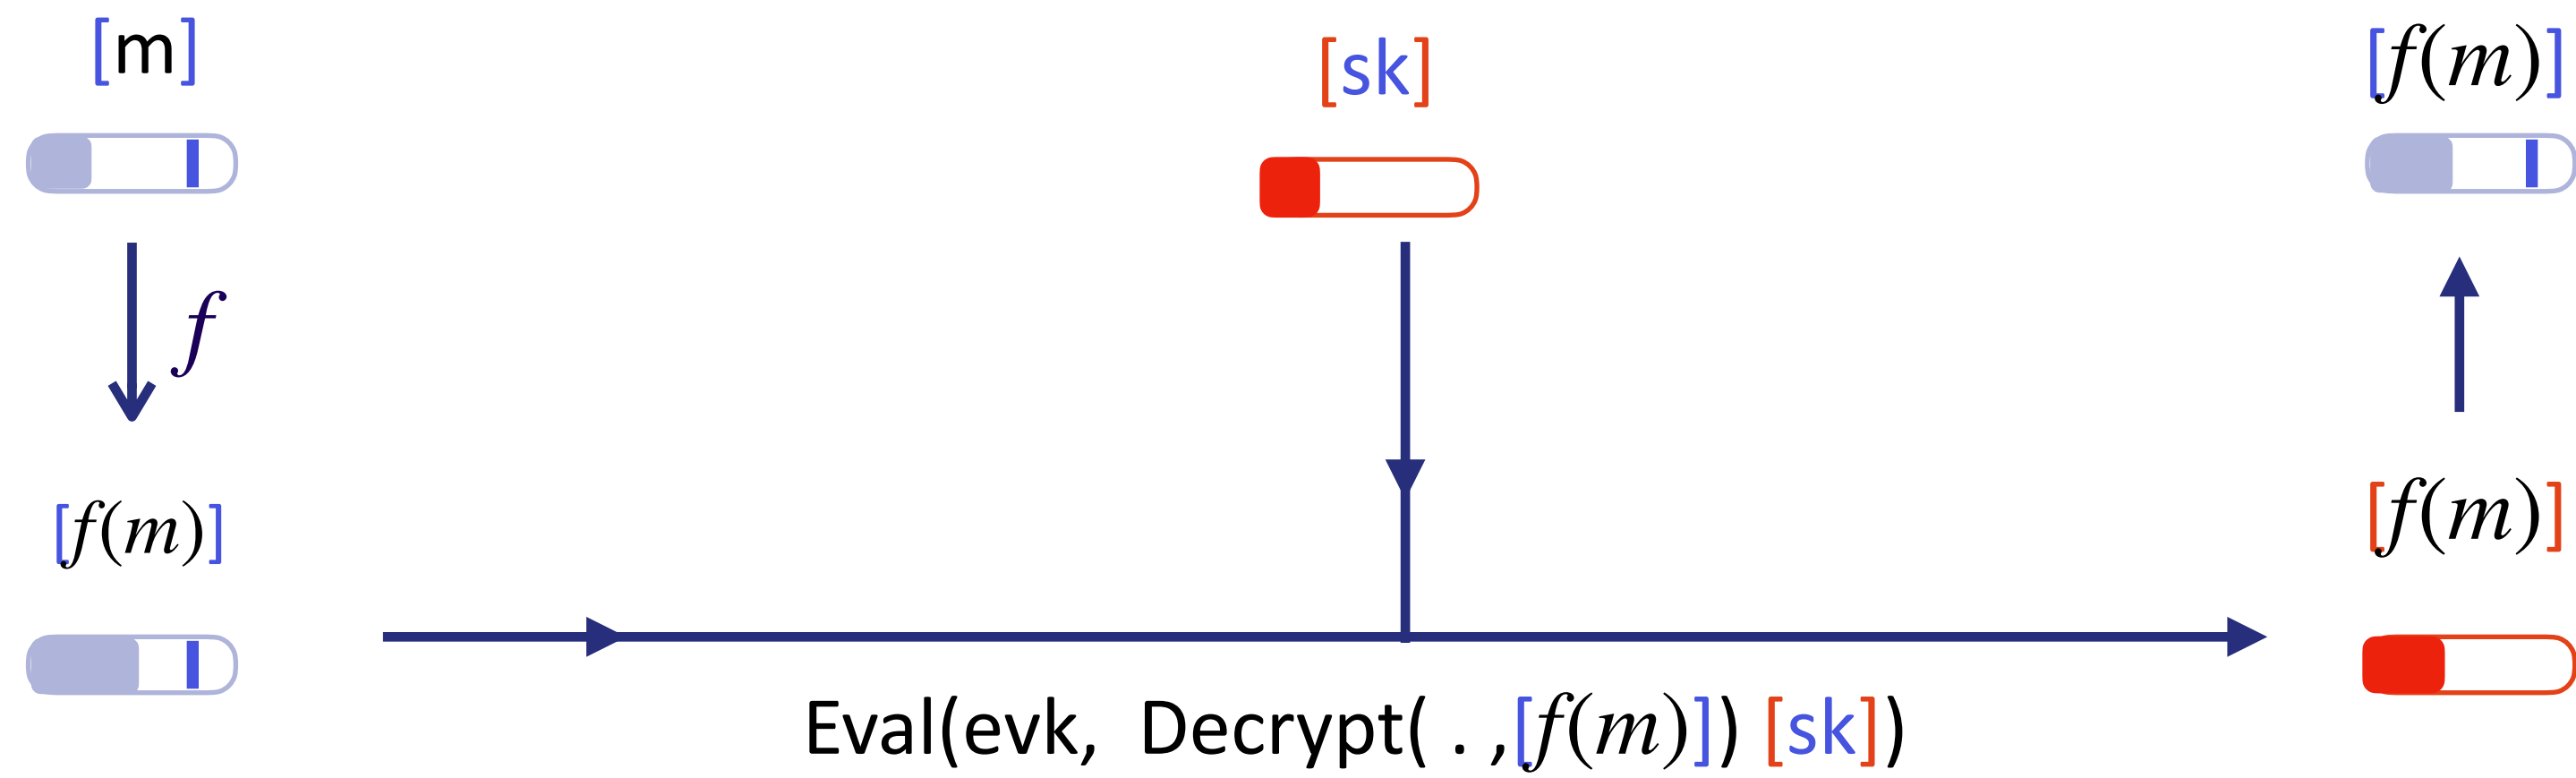 [m]
[sk]
[f(m)]
f
[f(m)]
[f(m)]
Eval(evk, Decrypt( . ,[f(m)]) [sk])